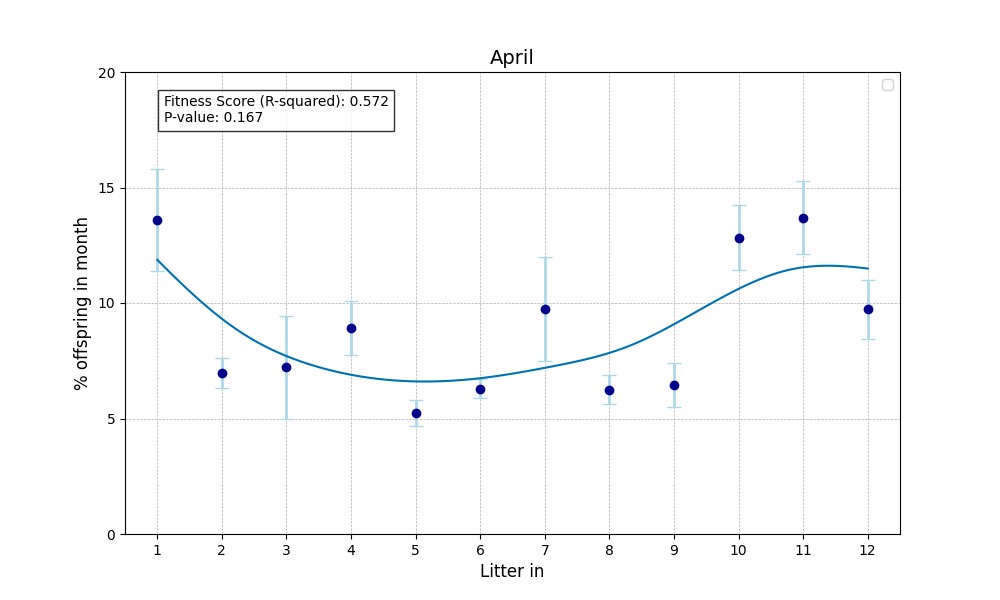 April
Fitness Score (R-squared): 0.572
P-value: 0.167
% offspring in month
20
15
10
5
0
1 2 3 4 5 6 7 8 9 10 11 12
Litter in